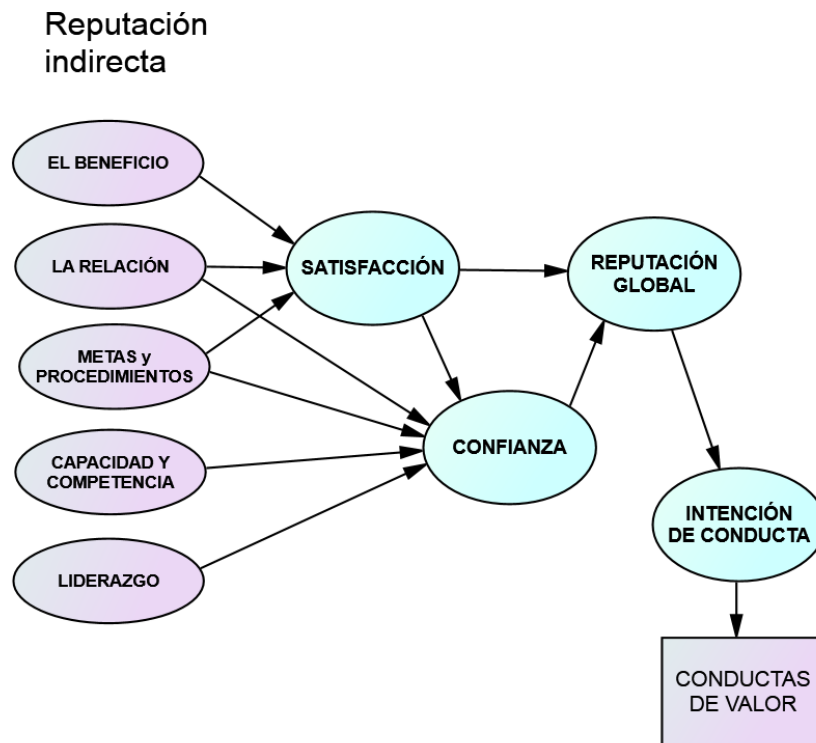 Reputación
indirecta
EL BENEFICIO
LA RELACIÓN
METAS y
PROCEDIMIENTOS
CAPACIDAD Y
COMPETENCIA
LIDERAZGO
SATISFACCIÓN
CONFIANZA
REPUTACIÓN
GLOBAL
INTENCIÓN
DE CONDUCTA
CONDUCTAS
DE VALOR